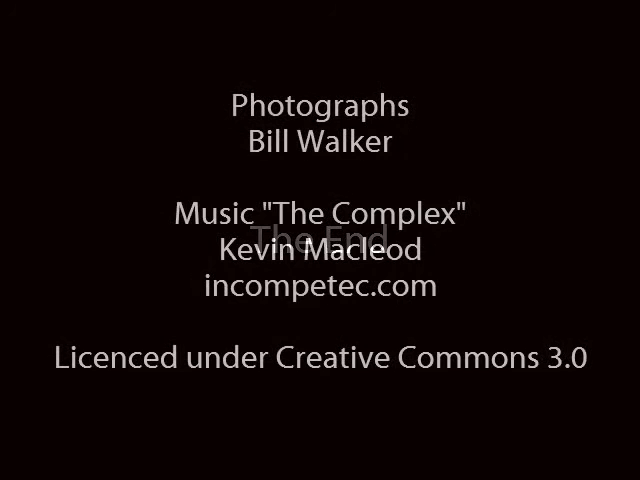 Photographs
Bill Walker
Music "The Complex"
The End
Kevin Macleod
incompetec.com
Licenced under Creative Commons 3.0